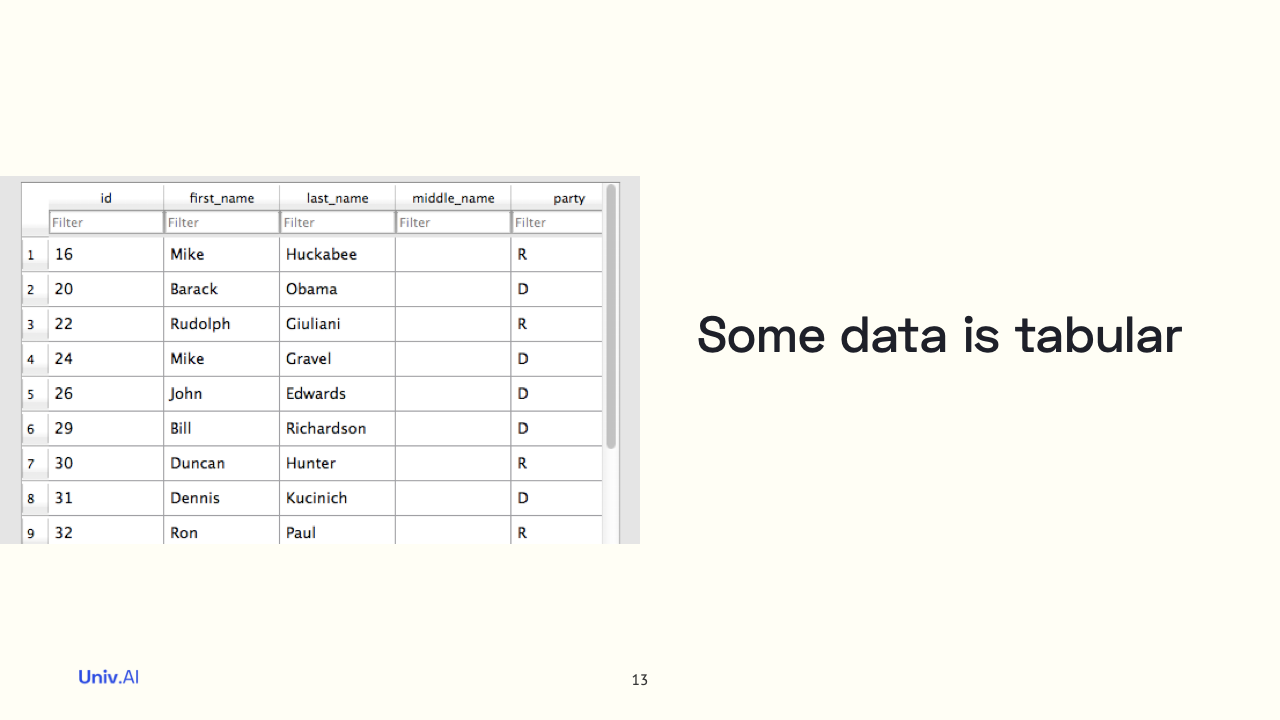 id first_name last_name middle_name party
Filter Filter Filter Filter Filter
1 16 Mike Huckabee R
2 20 Barack Obama D
3 22 Rudolph Giuliani R
4 24 Mike Gravel D
5 26 John Edwards D
6 29 Bill Richardson D
7 30 Duncan Hunter R
8 31 Dennis Kucinich D
9 32 Ron Paul R
Some data is tabular
Univ.AI
13